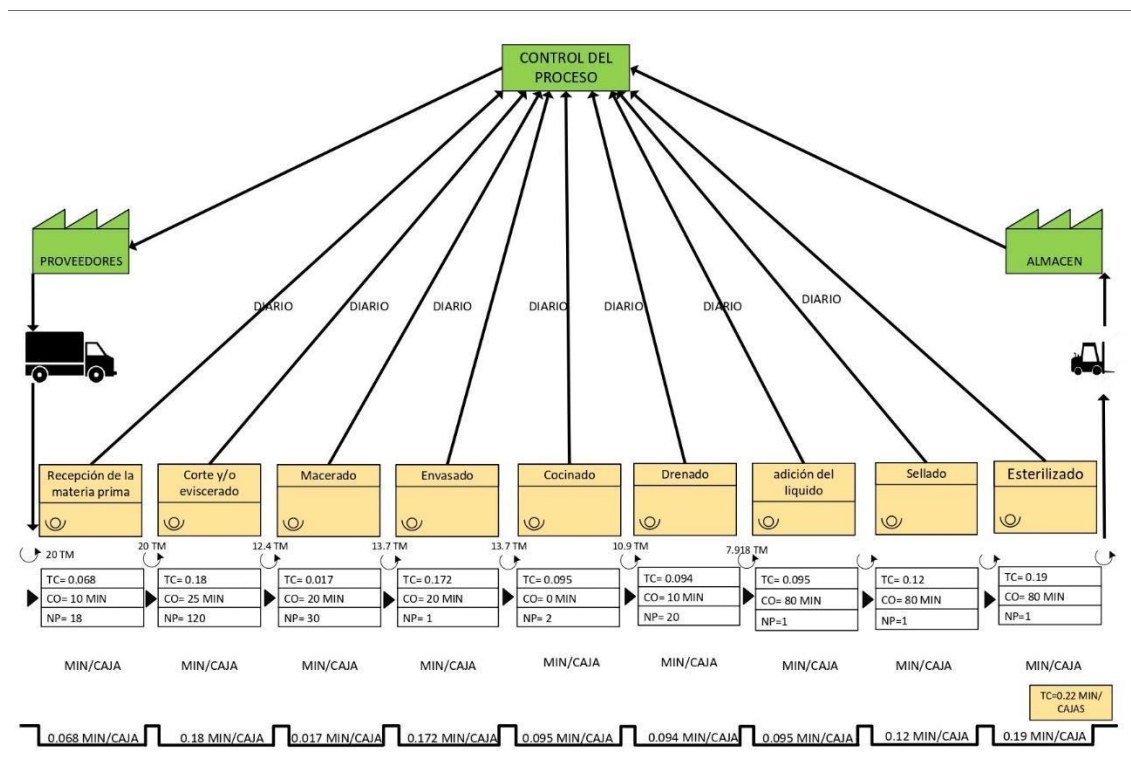 CONTROL DEL
PROCESO
PROVEEDORES
ALMACEN
DIARIO
DIARIO
DIARIO
DIARIO
DIARIO
DIARIO
DIARIO
Recepción de la
materia prima
Corte y/o
eviscerado
Macerado
Envasado
Cocinado
Drenado
adición del
liquido
Sellado
Esterilizado
20 TM
20 TM
12.4 TM
13.7 TM
13.7 TM
10.9 TM
7.918 TM
TC= 0.068
CO= 10 MIN
NP= 18
TC= 0.18
CO= 25 MIN
NP= 120
TC= 0.017
CO= 20 MIN
NP= 30
TC= 0.172
CO= 20 MIN
NP= 1
TC= 0.095
CO= 0 MIN
NP= 2
TC= 0.094
CO= 10 MIN
NP= 20
TC= 0.095
CO= 80 MIN
NP=1
TC= 0.12
CO= 80 MIN
NP=1
TC= 0.19
CO= 80 MIN
NP=1
MIN/CAJA
MIN/CAJA
MIN/CAJA
MIN/CAJA
MIN/CAJA
MIN/CAJA
MIN/CAJA
MIN/CAJA
MIN/CAJA
TC=0.22 MIN/
CAJAS
0.068 MIN/CAJA
0.18 MIN/CAJA
0.017 MIN/CAJA
0.172 MIN/CAJA
0.095 MIN/CAJA
0.094 MIN/CAJA
0.095 MIN/CAJA
0.12 MIN/CAJA
0.19 MIN/CAJA